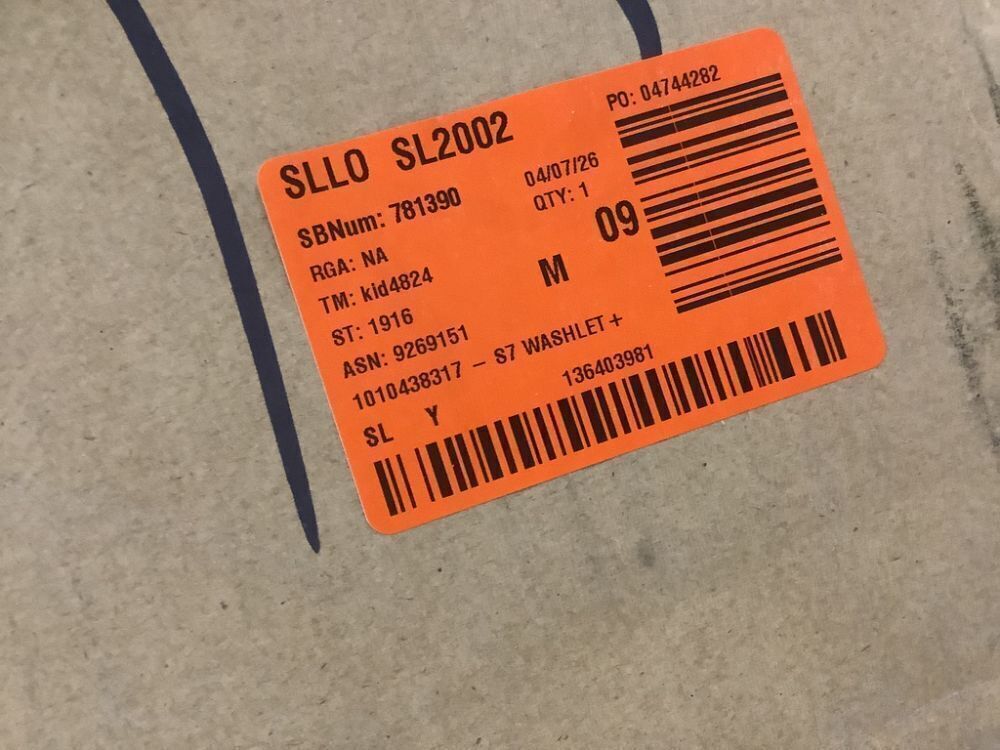 SLLO SL2002
PO: 04744282
SBNum: 781390
04/07/26
RGA: NA
QTY: 1
09
TM: kid4824
M
ST: 1916
ASN: 9269151
1010438317 - S7 WASHLET+
136403981
SL Y